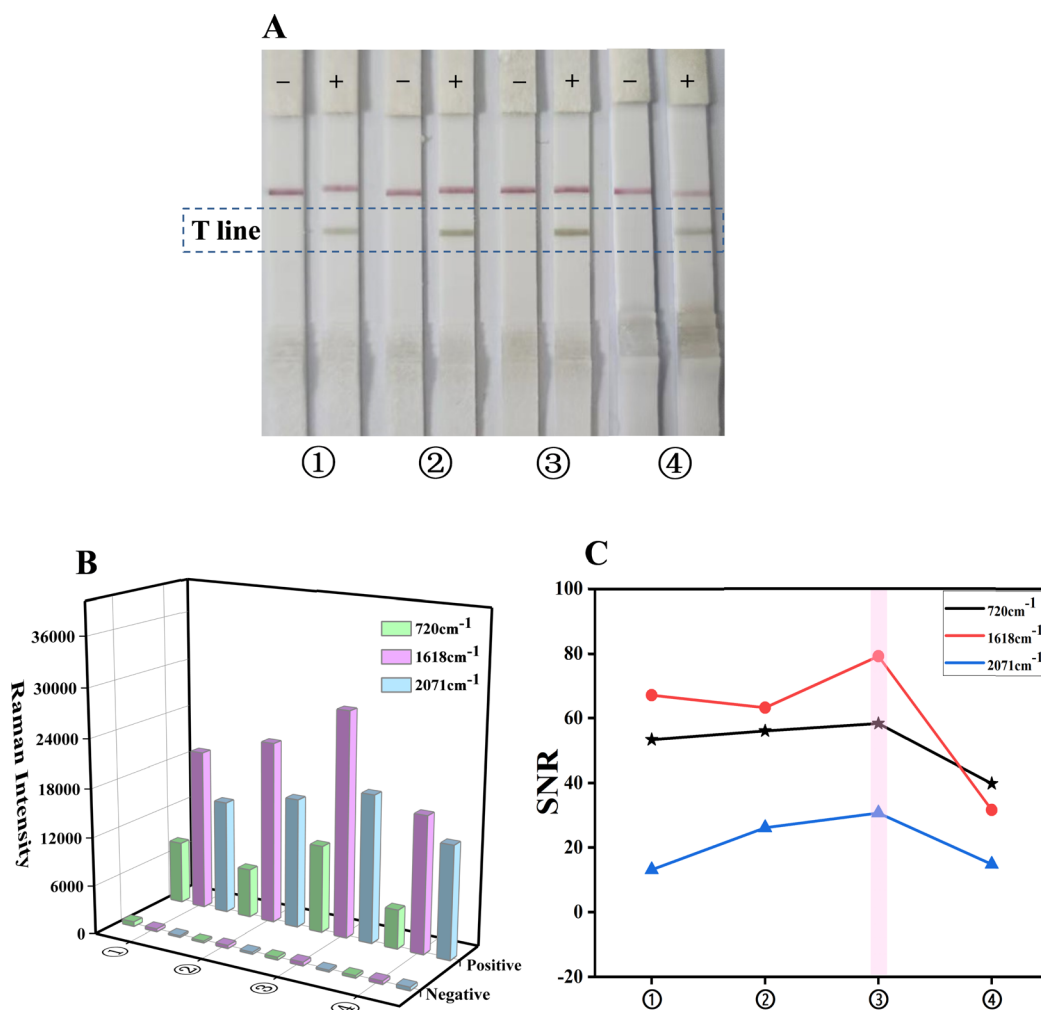 A
− + − + − + − +
T line
① ② ③ ④
B
Raman Intensity
36000
30000
24000
18000
12000
6000
0
720cm⁻¹
1618cm⁻¹
2071cm⁻¹
① ② ③ ④
Positive
Negative
C
SNR
100
80
60
40
20
0
-20
720cm⁻¹
1618cm⁻¹
2071cm⁻¹
① ② ③ ④